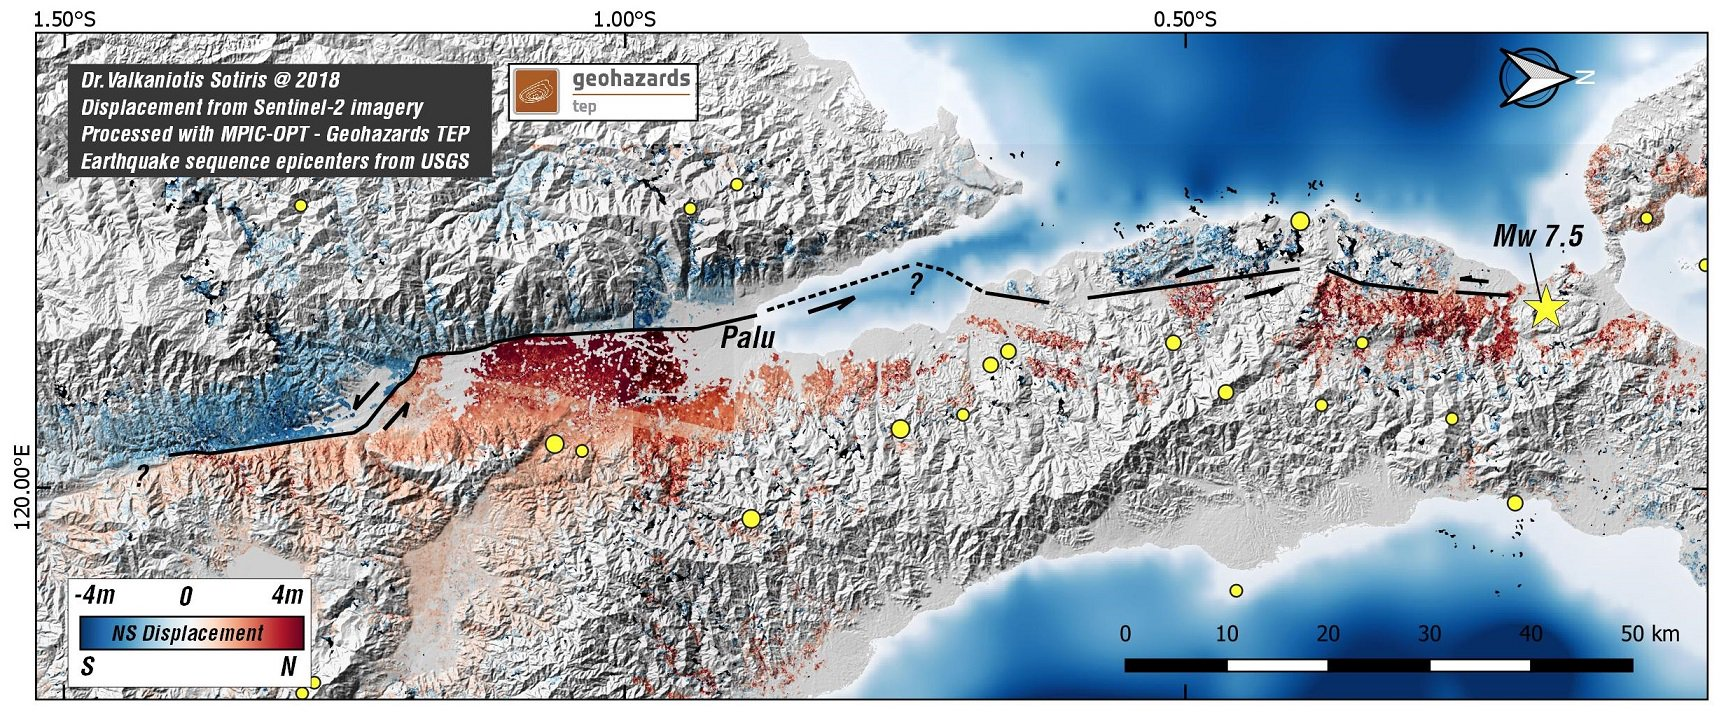 1.50°S
1.00°S
0.50°S
Dr.Valkaniotis Sotiris @ 2018
Displacement from Sentinel-2 imagery
Processed with MPIC-OPT - Geohazards TEP
Earthquake sequence epicenters from USGS
geohazards
tep
N
Mw 7.5
?
Palu
?
120.00°E
-4m 0 4m
NS Displacement
S N
0 10 20 30 40 50 km